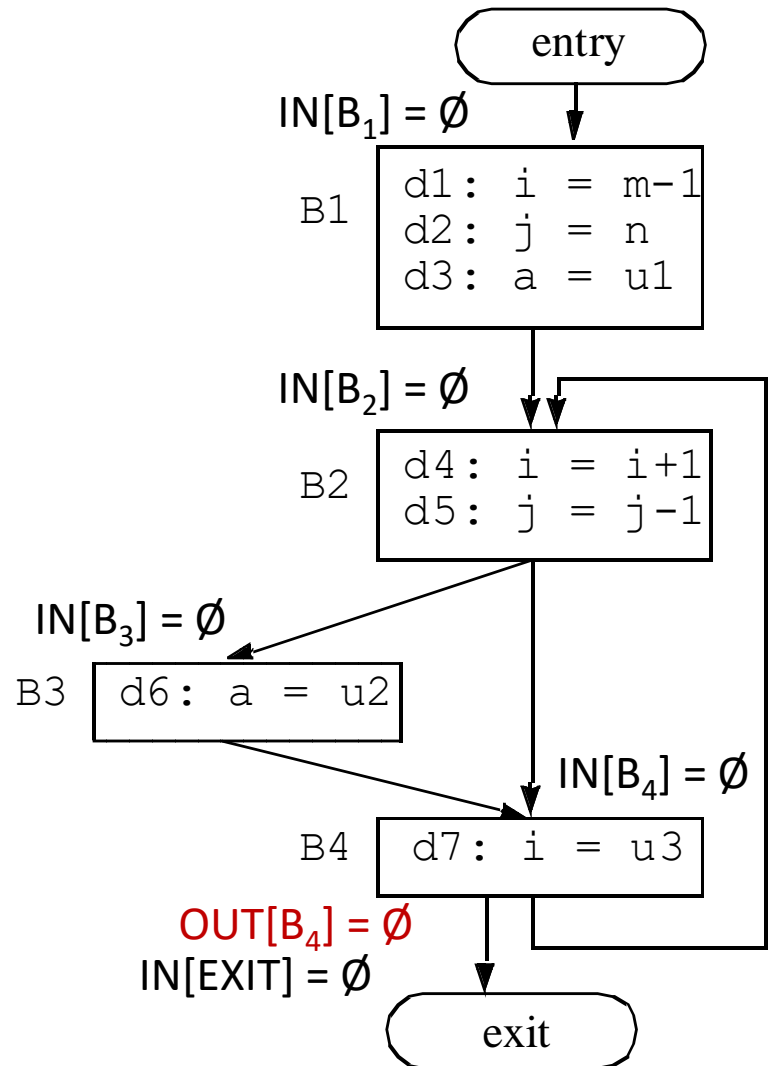 entry
IN[B₁] = Ø
B1
d1: i = m-1
d2: j = n
d3: a = u1
IN[B₂] = Ø
B2
d4: i = i+1
d5: j = j-1
IN[B₃] = Ø
B3
d6: a = u2
IN[B₄] = Ø
B4
d7: i = u3
OUT[B₄] = Ø
IN[EXIT] = Ø
exit